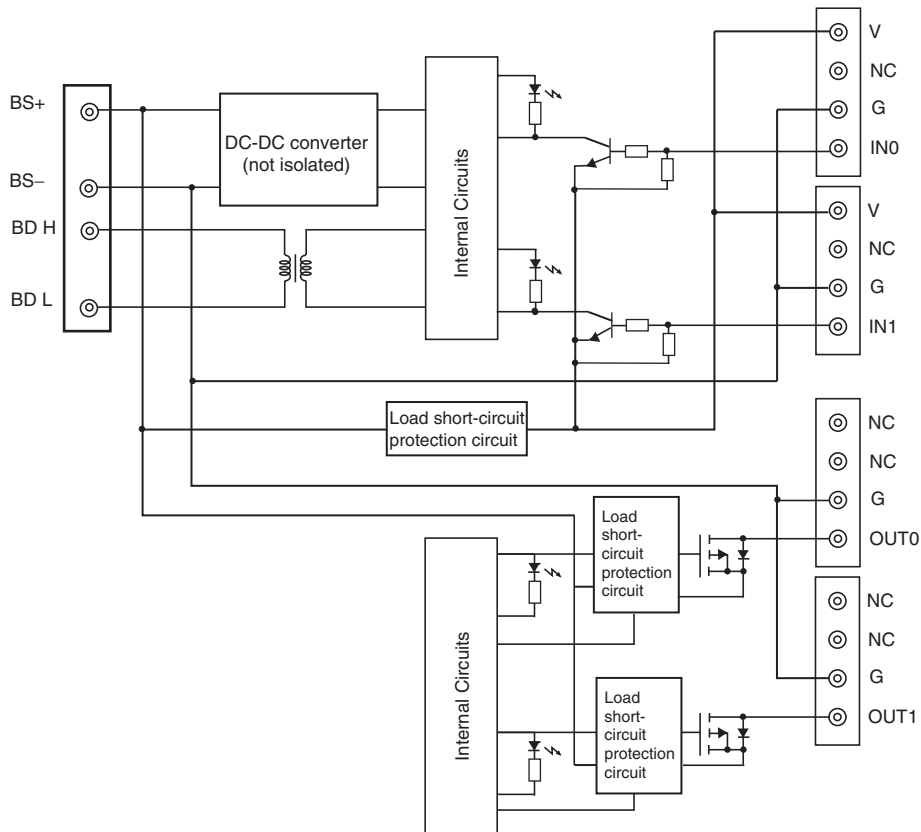 BS+
BS−
BD H
BD L
DC-DC converter
(not isolated)
Internal Circuits
V
NC
G
IN0
V
NC
G
IN1
Load short-circuit
protection circuit
NC
NC
G
OUT0
NC
NC
G
OUT1
Internal Circuits
Load
short-
circuit
protection
circuit
Load
short-
circuit
protection
circuit